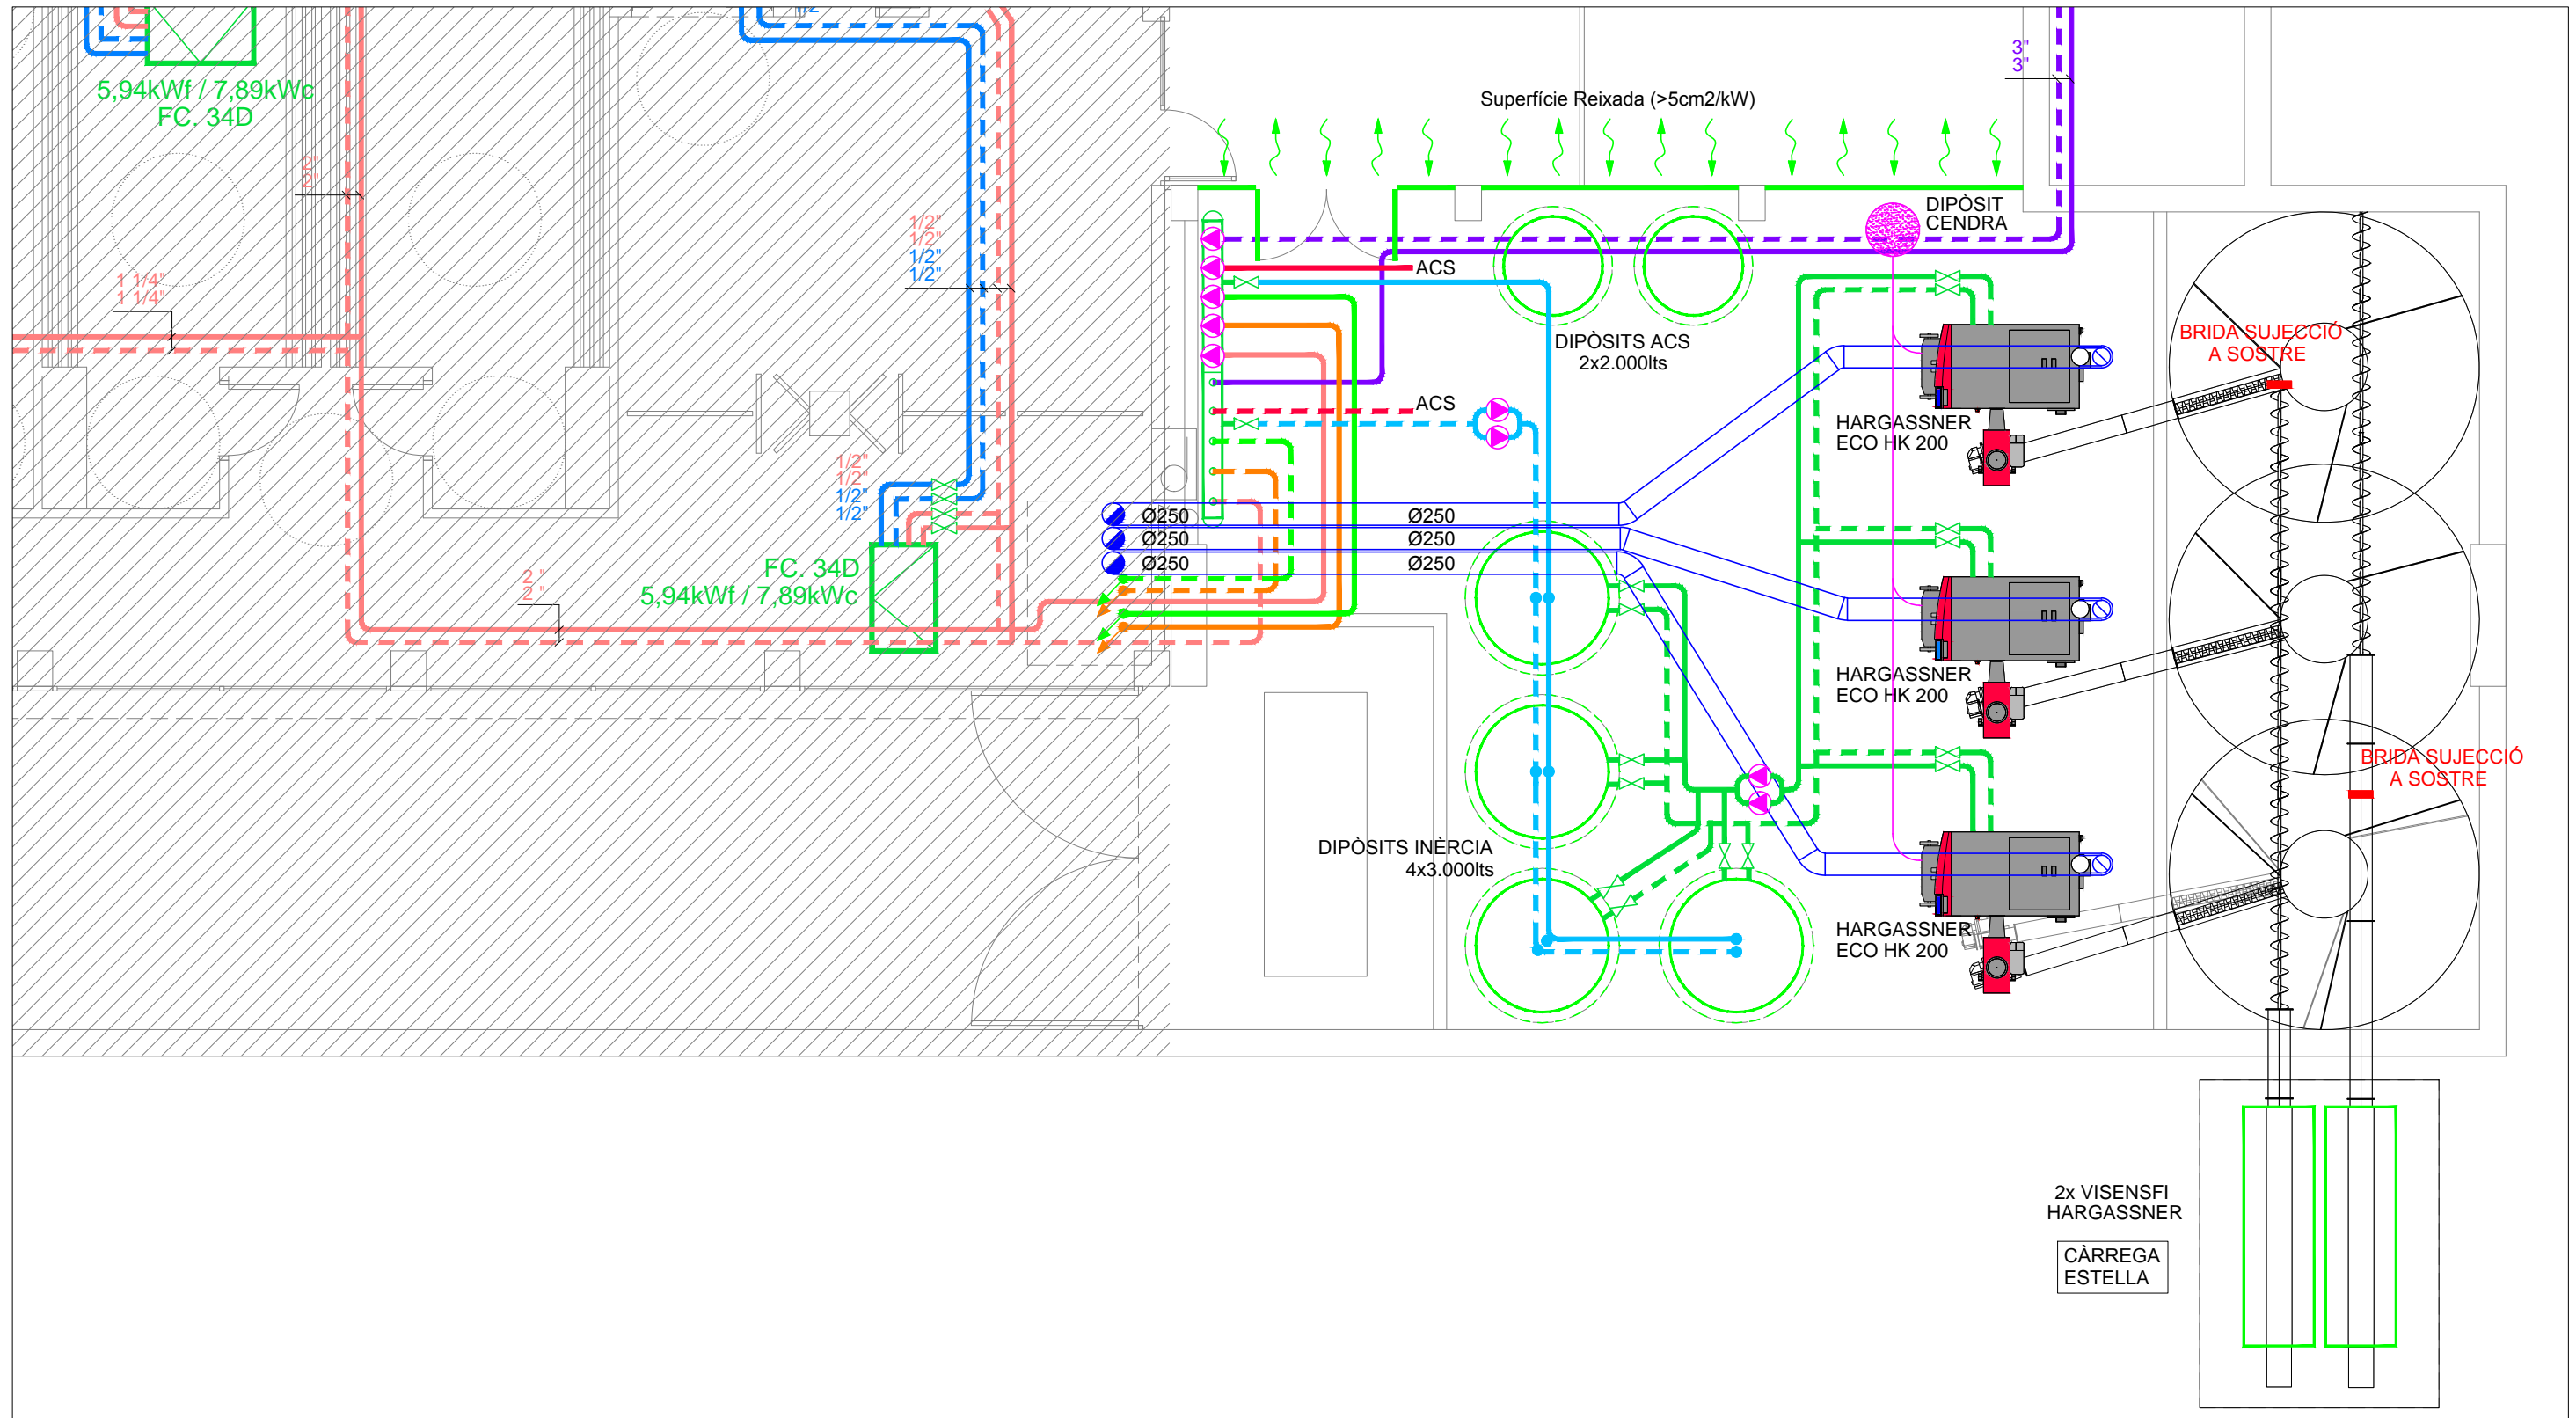 1/2"
5,94kWf / 7,89kWc
FC. 34D
2"
2"
1 1/4"
1 1/4"
1/2"
1/2"
1/2"
1/2"
1/2"
1/2"
1/2"
1/2"
FC. 34D
5,94kWf / 7,89kWc
2 "
2 "
3"
3"
Superfície Reixada (>5cm2/kW)
DIPÒSIT
CENDRA
ACS
DIPÒSITS ACS
2x2.000lts
ACS
BRIDA SUJECCIÓ
A SOSTRE
HARGASSNER
ECO HK 200
Ø250
Ø250
Ø250
Ø250
Ø250
Ø250
HARGASSNER
ECO HK 200
BRIDA SUJECCIÓ
A SOSTRE
DIPÒSITS INÈRCIA
4x3.000lts
HARGASSNER
ECO HK 200
2x VISENSFI
HARGASSNER
CÀRREGA
ESTELLA